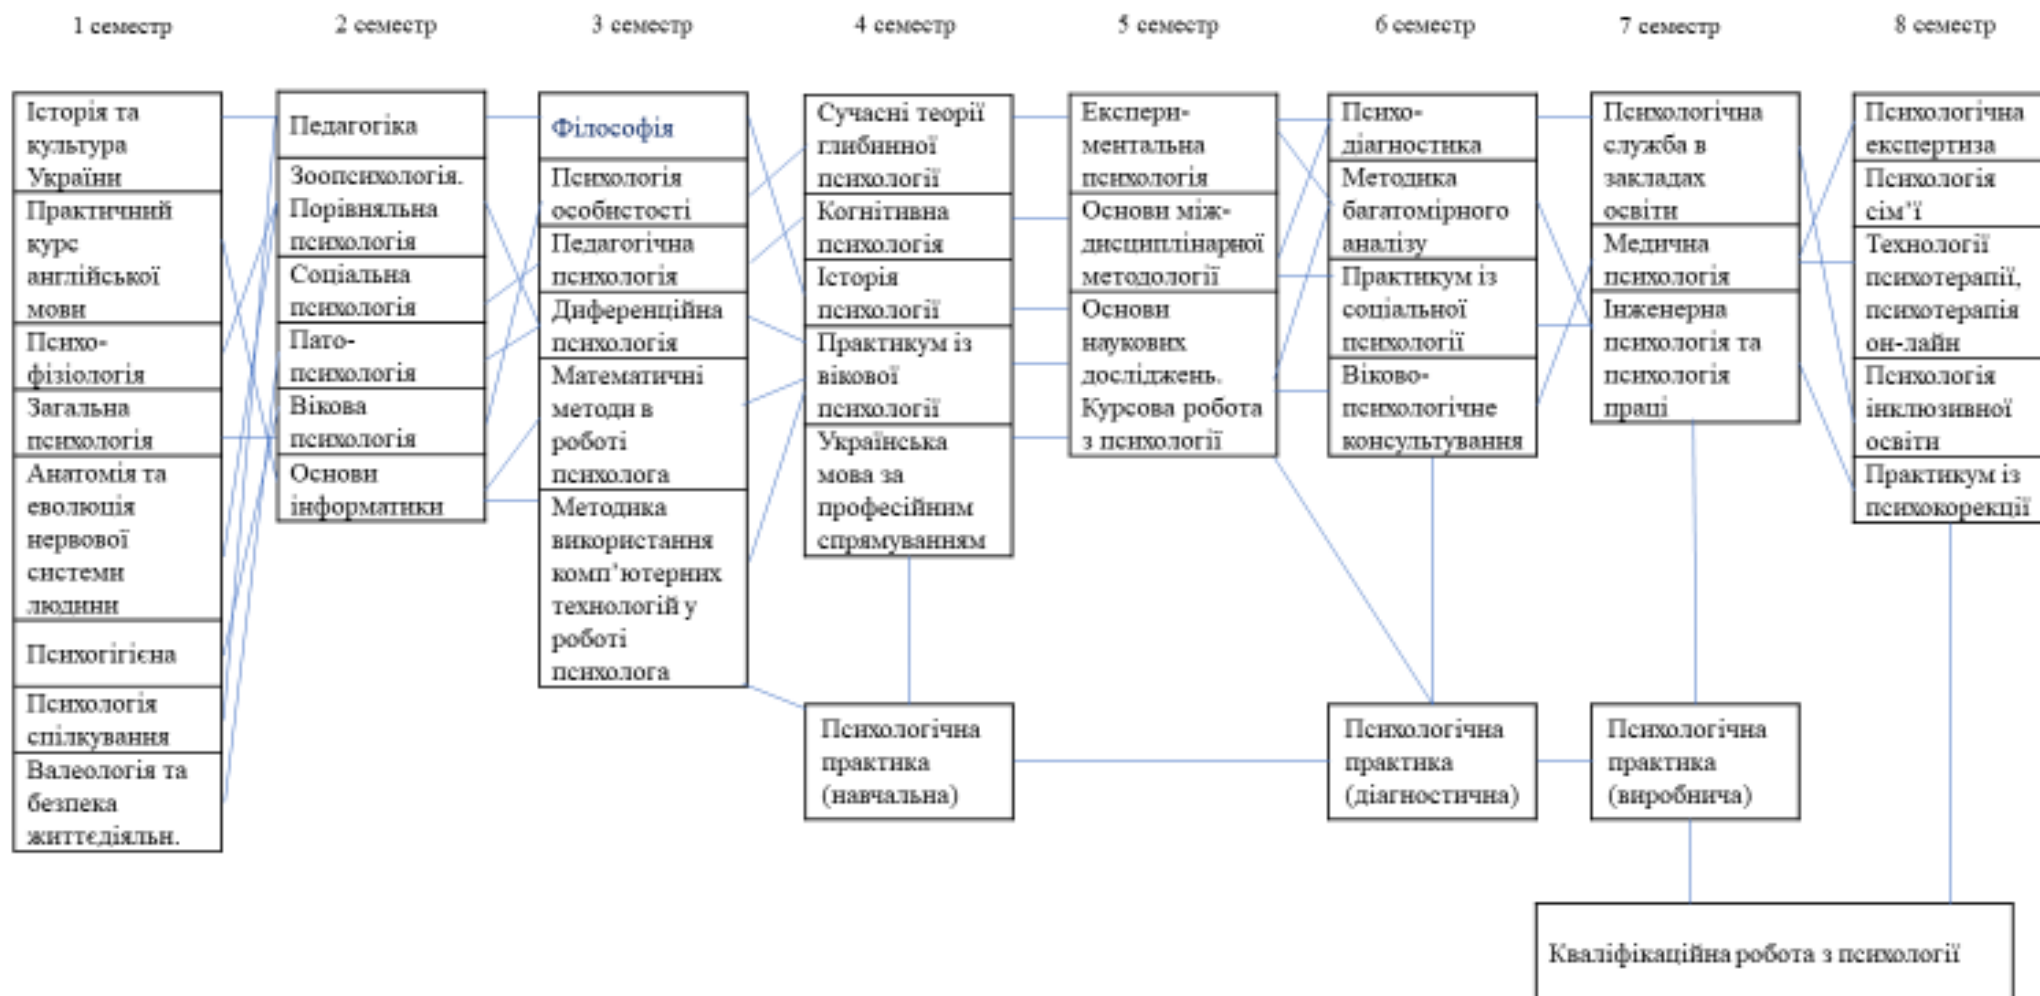 1 семестр
2 семестр
3 семестр
4 семестр
5 семестр
6 семестр
7 семестр
8 семестр
Історія та
культура
України
Практичний
курс
англійської
мови
Психо-
фізіологія
Загальна
психологія
Анатомія та
еволюція
нервової
системи
людини
Психогігієна
Психологія
спілкування
Валеологія та
безпека
життєдіяльн.
Педагогіка
Зоопсихологія.
Порівняльна
психологія
Соціальна
психологія
Пато-
психологія
Вікова
психологія
Основи
інформатики
Філософія
Психологія
особистості
Педагогічна
психологія
Диференційна
психологія
Математичні
методи в
роботі
психолога
Методика
використання
комп’ютерних
технологій у
роботі
психолога
Сучасні теорії
глибинної
психології
Когнітивна
психологія
Історія
психології
Практикум із
вікової
психології
Українська
мова за
професійним
спрямуванням
Психологічна
практика
(навчальна)
Експери-
ментальна
психологія
Основи між-
дисциплінарної
методології
Основи
наукових
досліджень.
Курсова робота
з психології
Психо-
діагностика
Методика
багатомірного
аналізу
Практикум із
соціальної
психології
Віково-
психологічне
консультування
Психологічна
практика
(діагностична)
Психологічна
служба в
закладах
освіти
Медична
психологія
Інженерна
психологія та
психологія
праці
Психологічна
практика
(виробнича)
Психологічна
експертиза
Психологія
сім’ї
Технології
психотерапії,
психотерапія
он-лайн
Психологія
інклюзивної
освіти
Практикум із
психокорекції
Кваліфікаційна робота з психології